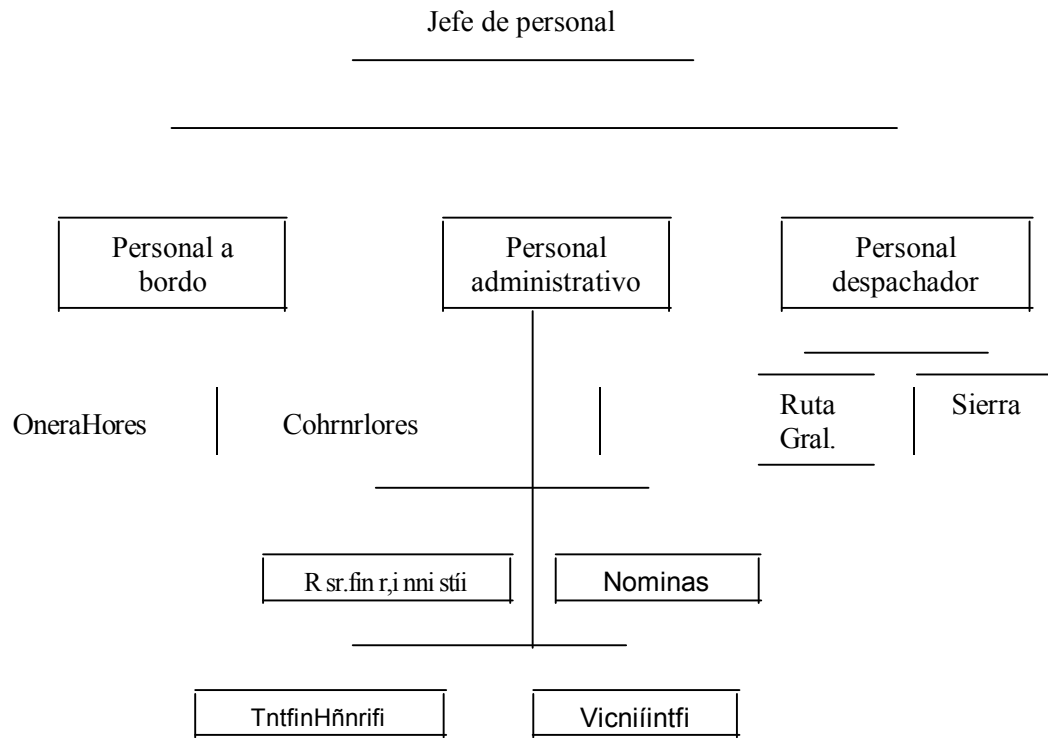 Jefe de personal
Personal a
bordo
Personal
administrativo
Personal
despachador
OneraHores
Cohrnrlores
Ruta
Gral.
Sierra
R sr.fin r,i nni stíi
Nominas
TntfinHñnrifi
Vicniíintfi